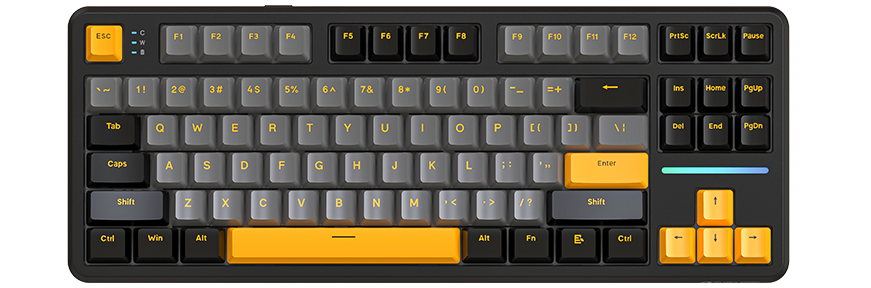 ESC C F1 F2 F3 F4 F5 F6 F7 F8 F9 F10 F11 F12 PrtSc ScrLk Pause
W
`~ 1! 2@ 3# 4$ 5% 6^ 7& 8* 9( 0) -_ =+ ← Ins Home PgUp
Tab Q W E R T Y U I O P [{ ]} \| Del End PgDn
Caps A S D F G H J K L ;: '" Enter
Shift Z X C V B N M ,< .> /? Shift ↑
Ctrl Win Alt Alt Fn Ctrl ← ↓ →